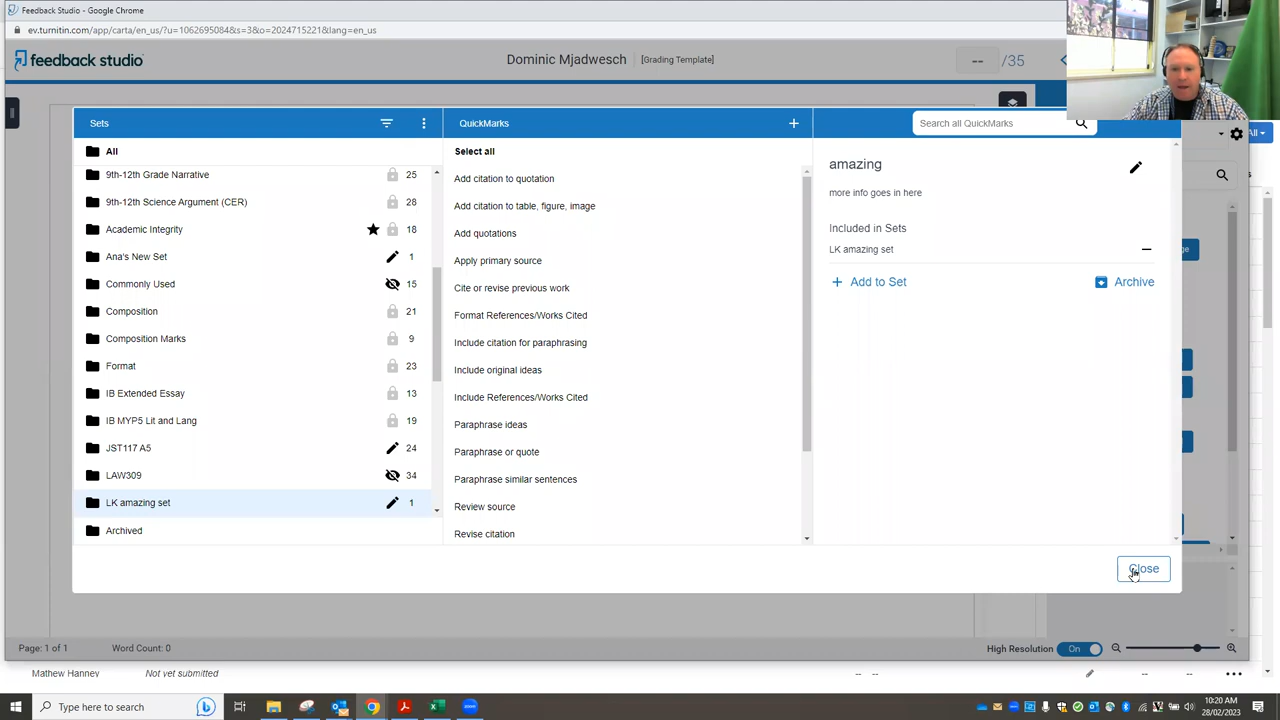 Feedback Studio - Google Chrome
ev.turnitin.com/app/carta/en_us/?u=1062695084&s=3&o=2024715221&lang=en_us
feedback studio
Dominic Mjadwesch
[Grading Template]
-- /35
Sets
QuickMarks
Search all QuickMarks
All
All
Select all
9th-12th Grade Narrative 25
9th-12th Science Argument (CER) 28
Academic Integrity 18
Ana's New Set 1
Commonly Used 15
Composition 21
Composition Marks 9
Format 23
IB Extended Essay 13
IB MYP5 Lit and Lang 19
JST117 A5 24
LAW309 34
LK amazing set 1
Archived
Add citation to quotation
Add citation to table, figure, image
Add quotations
Apply primary source
Cite or revise previous work
Format References/Works Cited
Include citation for paraphrasing
Include original ideas
Include References/Works Cited
Paraphrase ideas
Paraphrase or quote
Paraphrase similar sentences
Review source
Revise citation
amazing
more info goes in here
Included in Sets
LK amazing set
Add to Set
Archive
Close
Page: 1 of 1
Word Count: 0
High Resolution On
Mathew Hanney
Not yet submitted
-- --
-- --
Type here to search
10:20 AM
28/02/2023